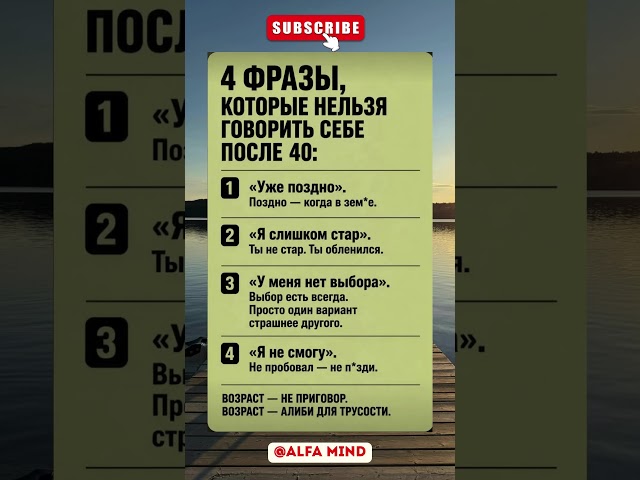 SUBSCRIBE
4 ФРАЗЫ,
КОТОРЫЕ НЕЛЬЗЯ
ГОВОРИТЬ СЕБЕ
ПОСЛЕ 40:
1 «Уже поздно».
Поздно — когда в зем*е.
2 «Я слишком стар».
Ты не стар. Ты обленился.
3 «У меня нет выбора».
Выбор есть всегда.
Просто один вариант
страшнее другого.
4 «Я не смогу».
Не пробовал — не п*зди.
ВОЗРАСТ — НЕ ПРИГОВОР.
ВОЗРАСТ — АЛИБИ ДЛЯ ТРУСОСТИ.
@ALFA MIND